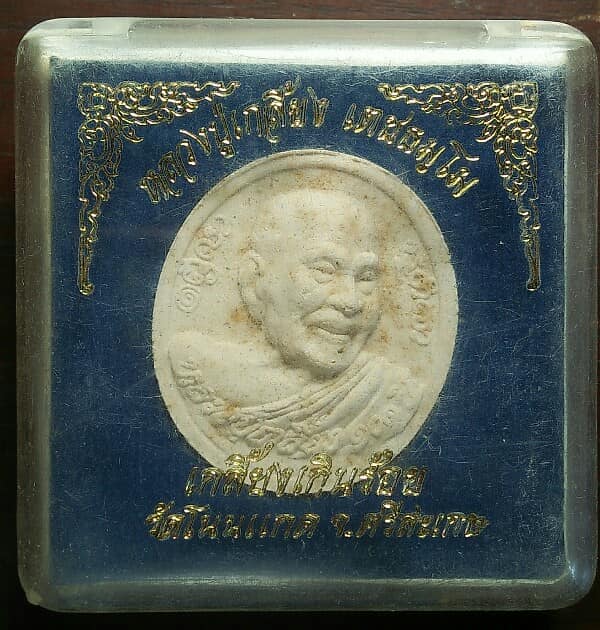 หลวงปู่เกลี้ยง เตชธมฺโม
เกลี้ยงเกินร้อย
วัดโนนแกด จ.ศรีสะเกษ